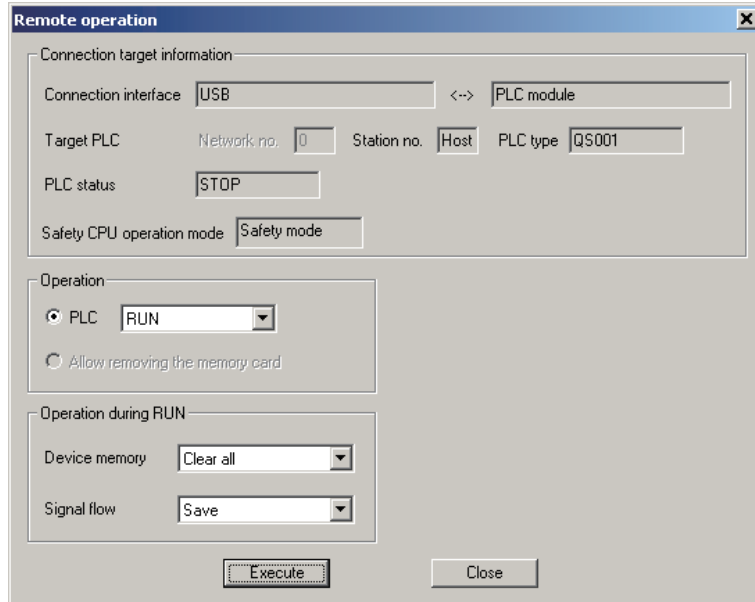 Remote operation
Connection target information
Connection interface USB <--> PLC module
Target PLC Network no. 0 Station no. Host PLC type QS001
PLC status STOP
Safety CPU operation mode Safety mode
Operation
PLC RUN
Allow removing the memory card
Operation during RUN
Device memory Clear all
Signal flow Save
Execute Close